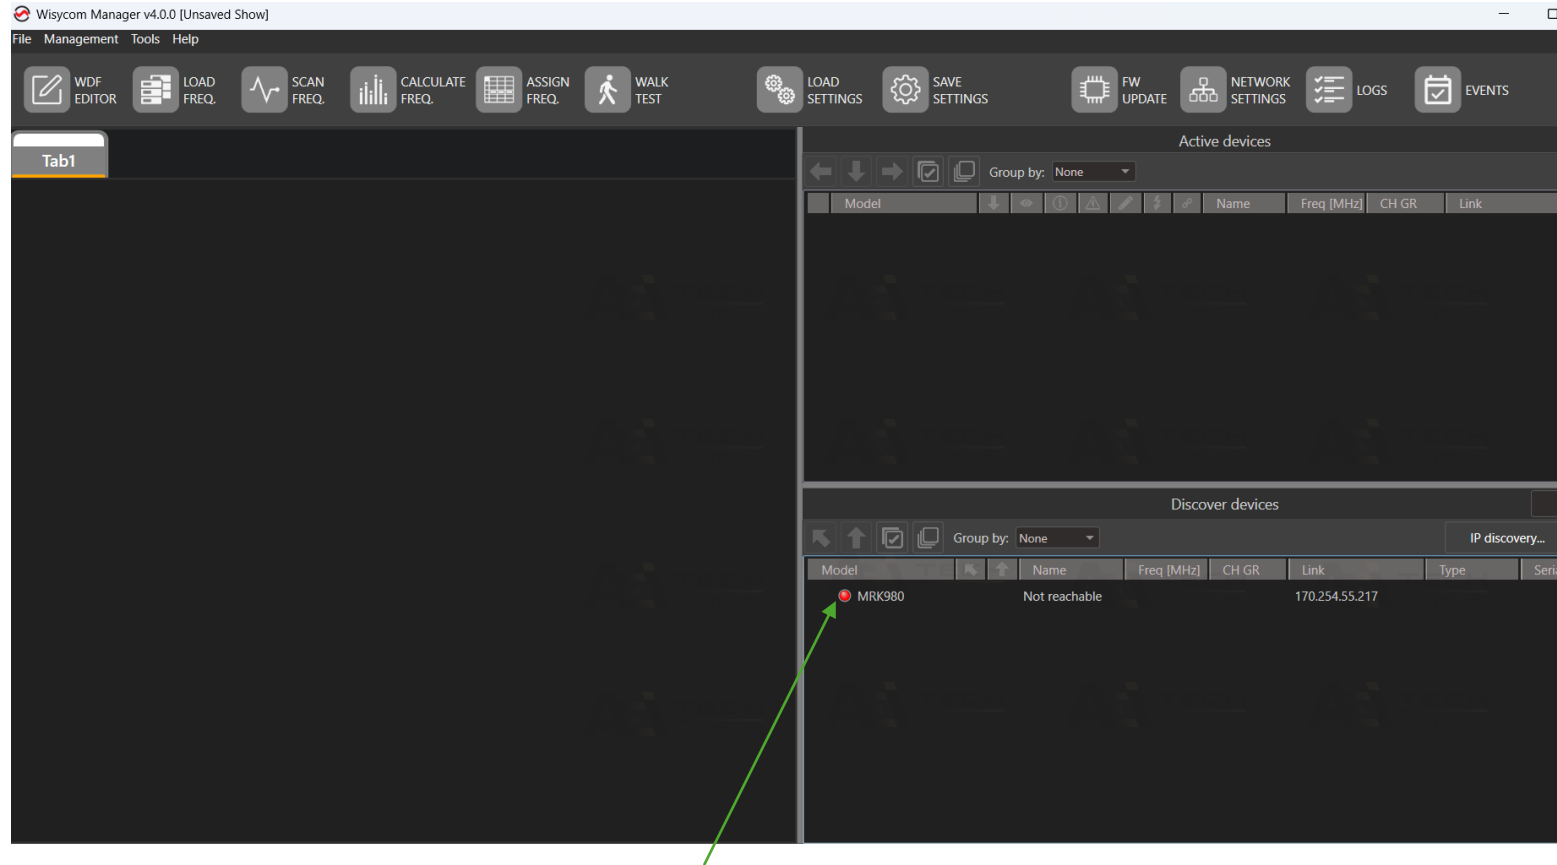 Wisycom Manager v4.0.0 [Unsaved Show]
File Management Tools Help
WDF EDITOR
LOAD FREQ.
SCAN FREQ.
CALCULATE FREQ.
ASSIGN FREQ.
WALK TEST
LOAD SETTINGS
SAVE SETTINGS
FW UPDATE
NETWORK SETTINGS
LOGS
EVENTS
Tab1
Active devices
Group by: None
Model Name Freq [MHz] CH GR Link
Discover devices
Group by: None IP discovery...
Model Name Freq [MHz] CH GR Link Type Seri
MRK980 Not reachable 170.254.55.217